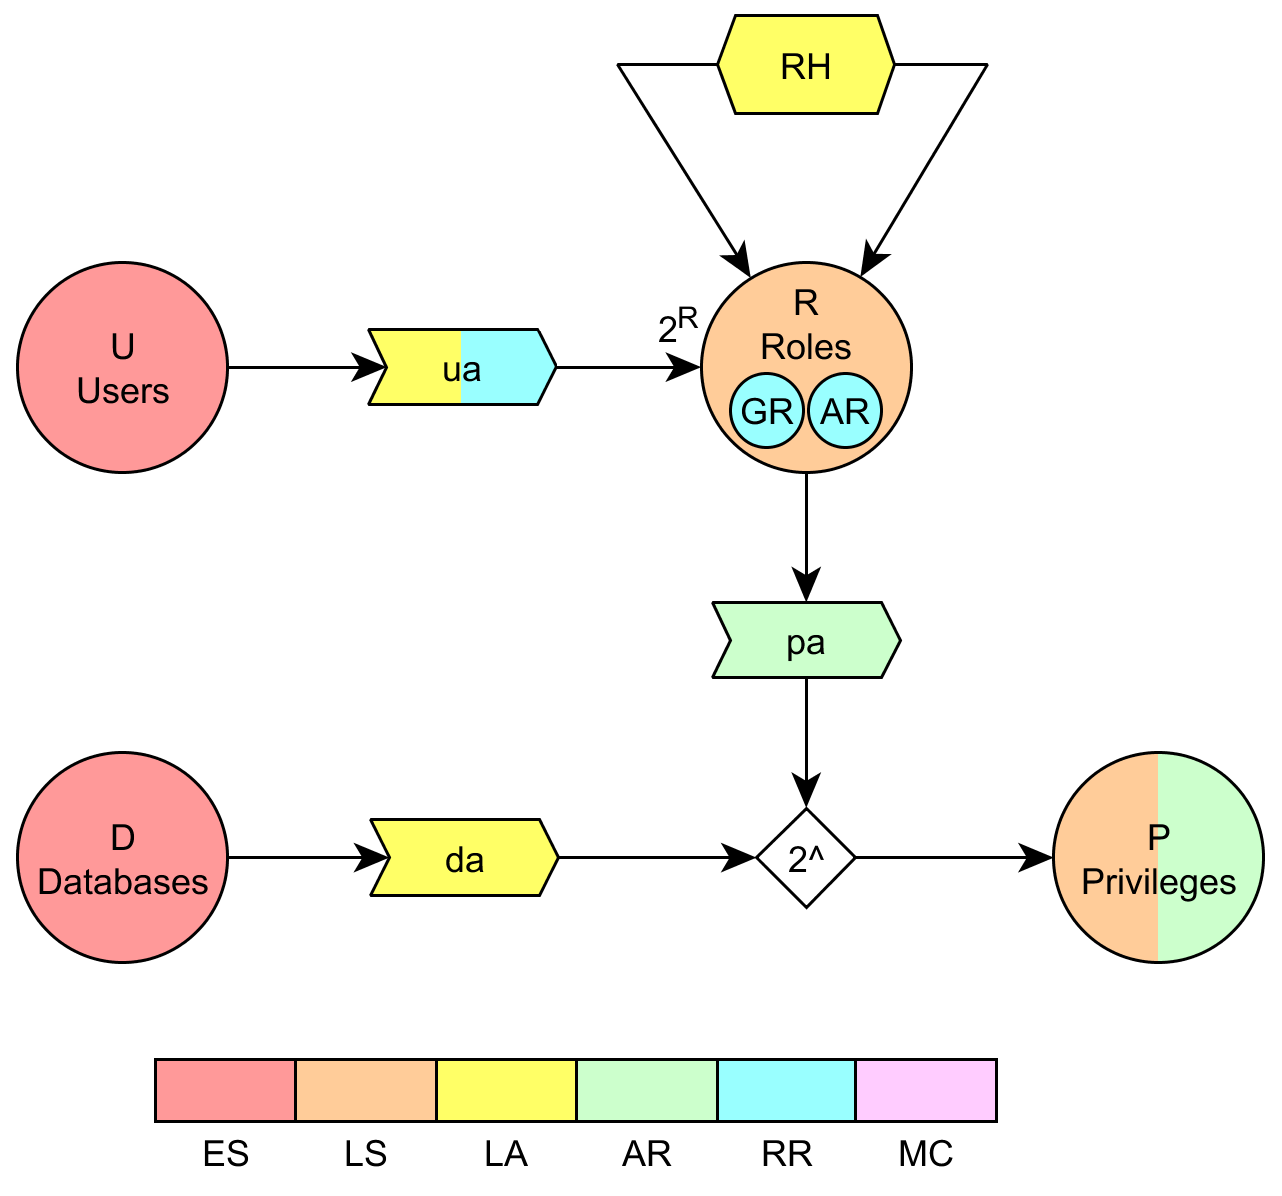 RH
2^R
U
Users
ua
R
Roles
GR AR
pa
D
Databases
da
2^
P
Privileges
ES LS LA AR RR MC